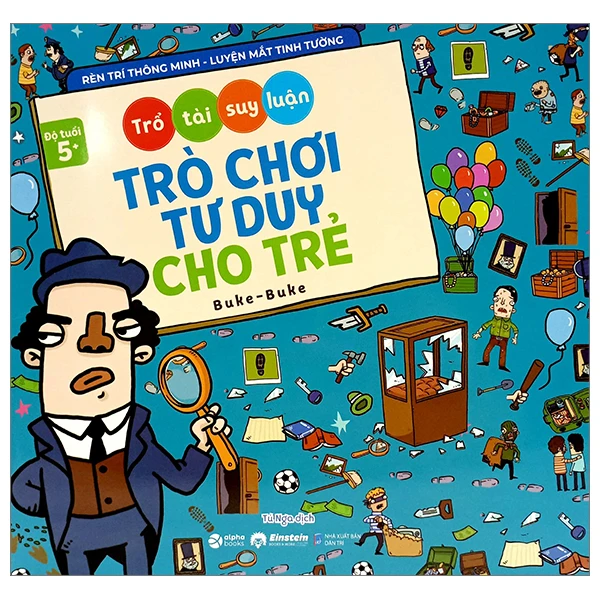 RÈN TRÍ THÔNG MINH - LUYỆN MẮT TINH TƯỜNG
Trổ tài suy luận
Độ tuổi
5+
TRÒ CHƠI
TƯ DUY
CHO TRẺ
Buke-Buke
Tú Nga dịch
alpha
books
Einstein
NHÀ XUẤT BẢN
DÂN TRÍ